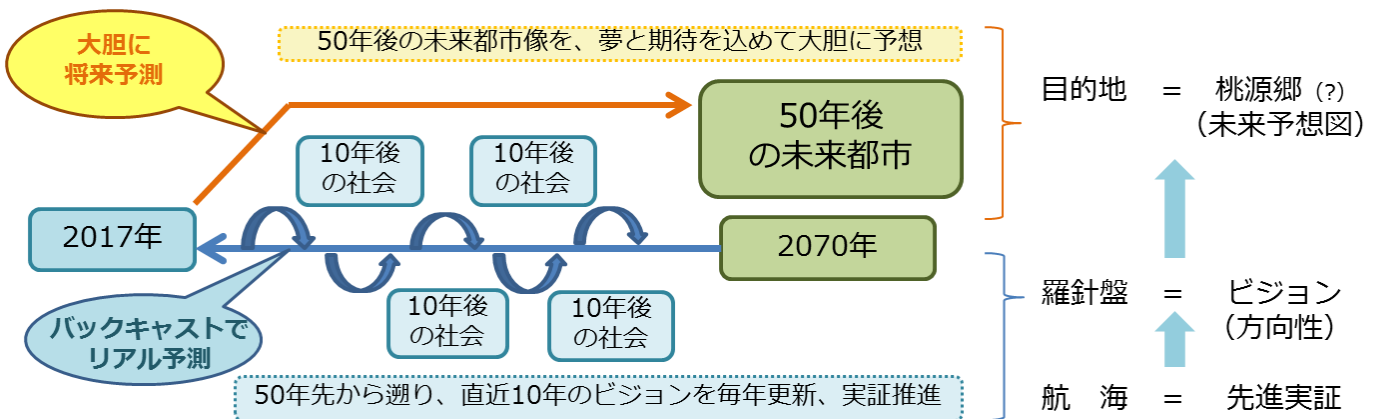 大胆に
将来予測
50年後の未来都市像を、夢と期待を込めて大胆に予想
50年後
の未来都市
10年後
の社会
10年後
の社会
2017年
2070年
10年後
の社会
10年後
の社会
バックキャストで
リアル予測
50年先から遡り、直近10年のビジョンを毎年更新、実証推進
目的地 = 桃源郷（?）
（未来予想図）
羅針盤 = ビジョン
（方向性）
航　海 = 先進実証